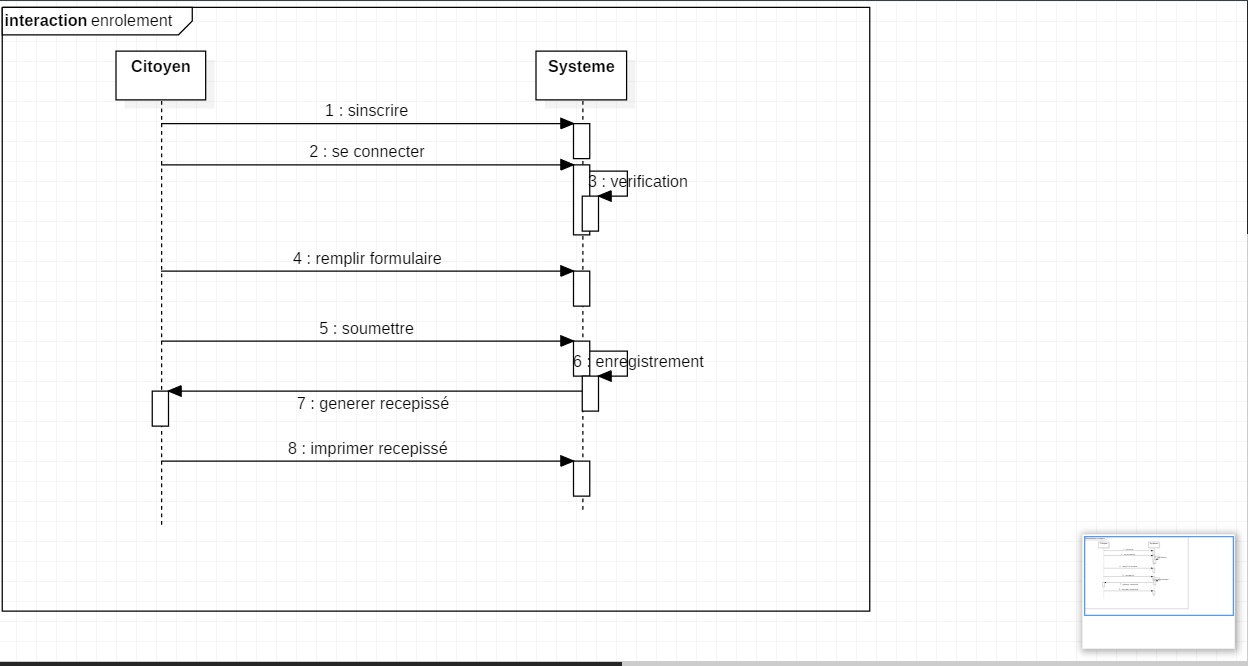 interaction enrolement
Citoyen
Systeme
1 : sinscrire
2 : se connecter
3 : verification
4 : remplir formulaire
5 : soumettre
6 : enregistrement
7 : generer recepissé
8 : imprimer recepissé